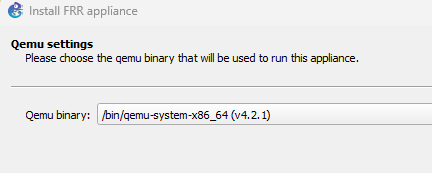 Install FRR appliance
Qemu settings
Please choose the qemu binary that will be used to run this appliance.
Qemu binary: /bin/qemu-system-x86_64 (v4.2.1)